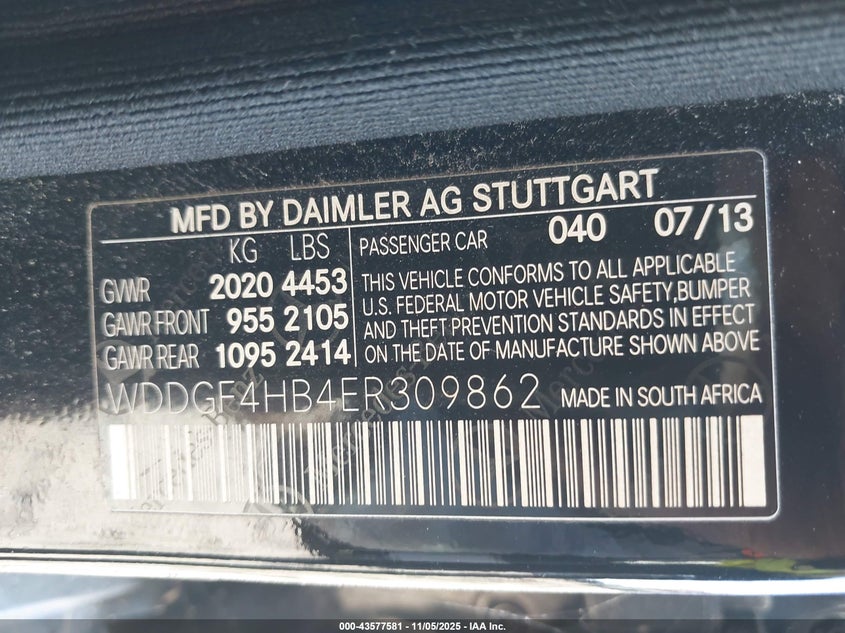 MFD BY DAIMLER AG STUTTGART
KG LBS
GVWR 2020 4453
GAWR FRONT 955 2105
GAWR REAR 1095 2414
PASSENGER CAR 040 07/13
THIS VEHICLE CONFORMS TO ALL APPLICABLE
U.S. FEDERAL MOTOR VEHICLE SAFETY,BUMPER
AND THEFT PREVENTION STANDARDS IN EFFECT
ON THE DATE OF MANUFACTURE SHOWN ABOVE
WDDGF4HB4ER309862 MADE IN SOUTH AFRICA
000-43577581 - 11/05/2025 - IAA Inc.